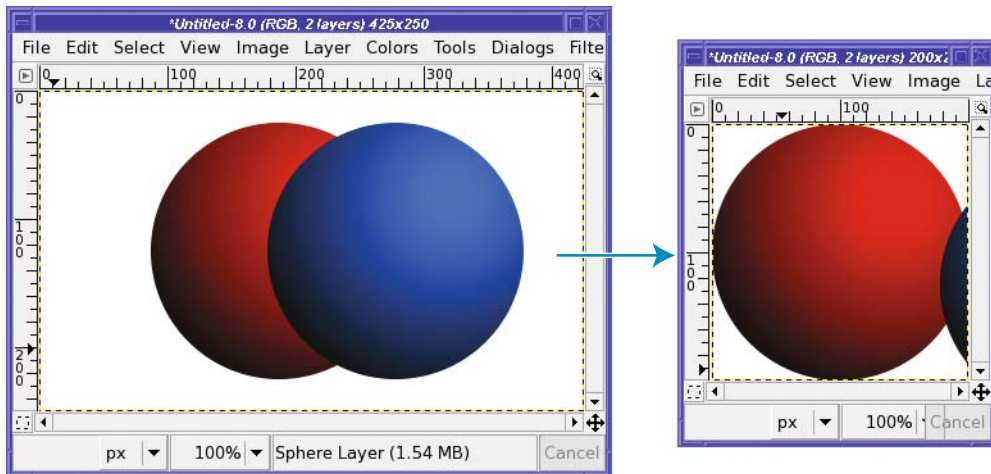 *Untitled-8.0 (RGB, 2 layers) 425x250
File Edit Select View Image Layer Colors Tools Dialogs Filte
0 100 200 300 400
0
100
200
px 100% Sphere Layer (1.54 MB) Cancel
*Untitled-8.0 (RGB, 2 layers) 200x2
File Edit Select View Image La
0 100
0
100
px 100% Cancel